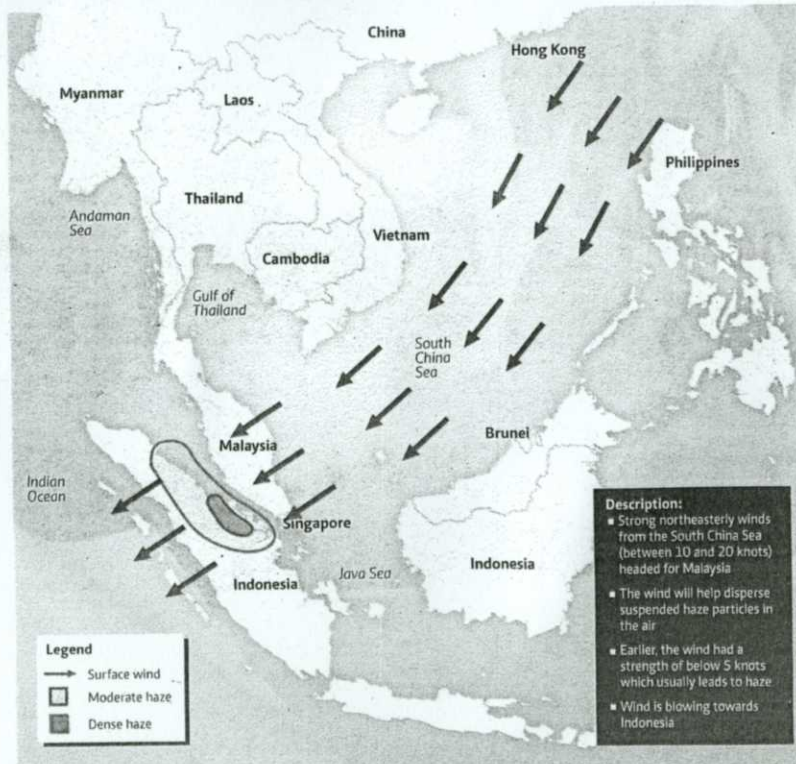 China
Hong Kong
Myanmar
Laos
Philippines
Thailand
Andaman
Sea
Vietnam
Cambodia
Gulf of
Thailand
South
China
Sea
Malaysia
Brunei
Indian
Ocean
Singapore
Indonesia
Java Sea
Indonesia
Legend
Surface wind
Moderate haze
Dense haze
Description:
■ Strong northeasterly winds
from the South China Sea
(between 10 and 20 knots)
headed for Malaysia
■ The wind will help disperse
suspended haze particles in
the air
■ Earlier, the wind had a
strength of below 5 knots
which usually leads to haze
■ Wind is blowing towards
Indonesia